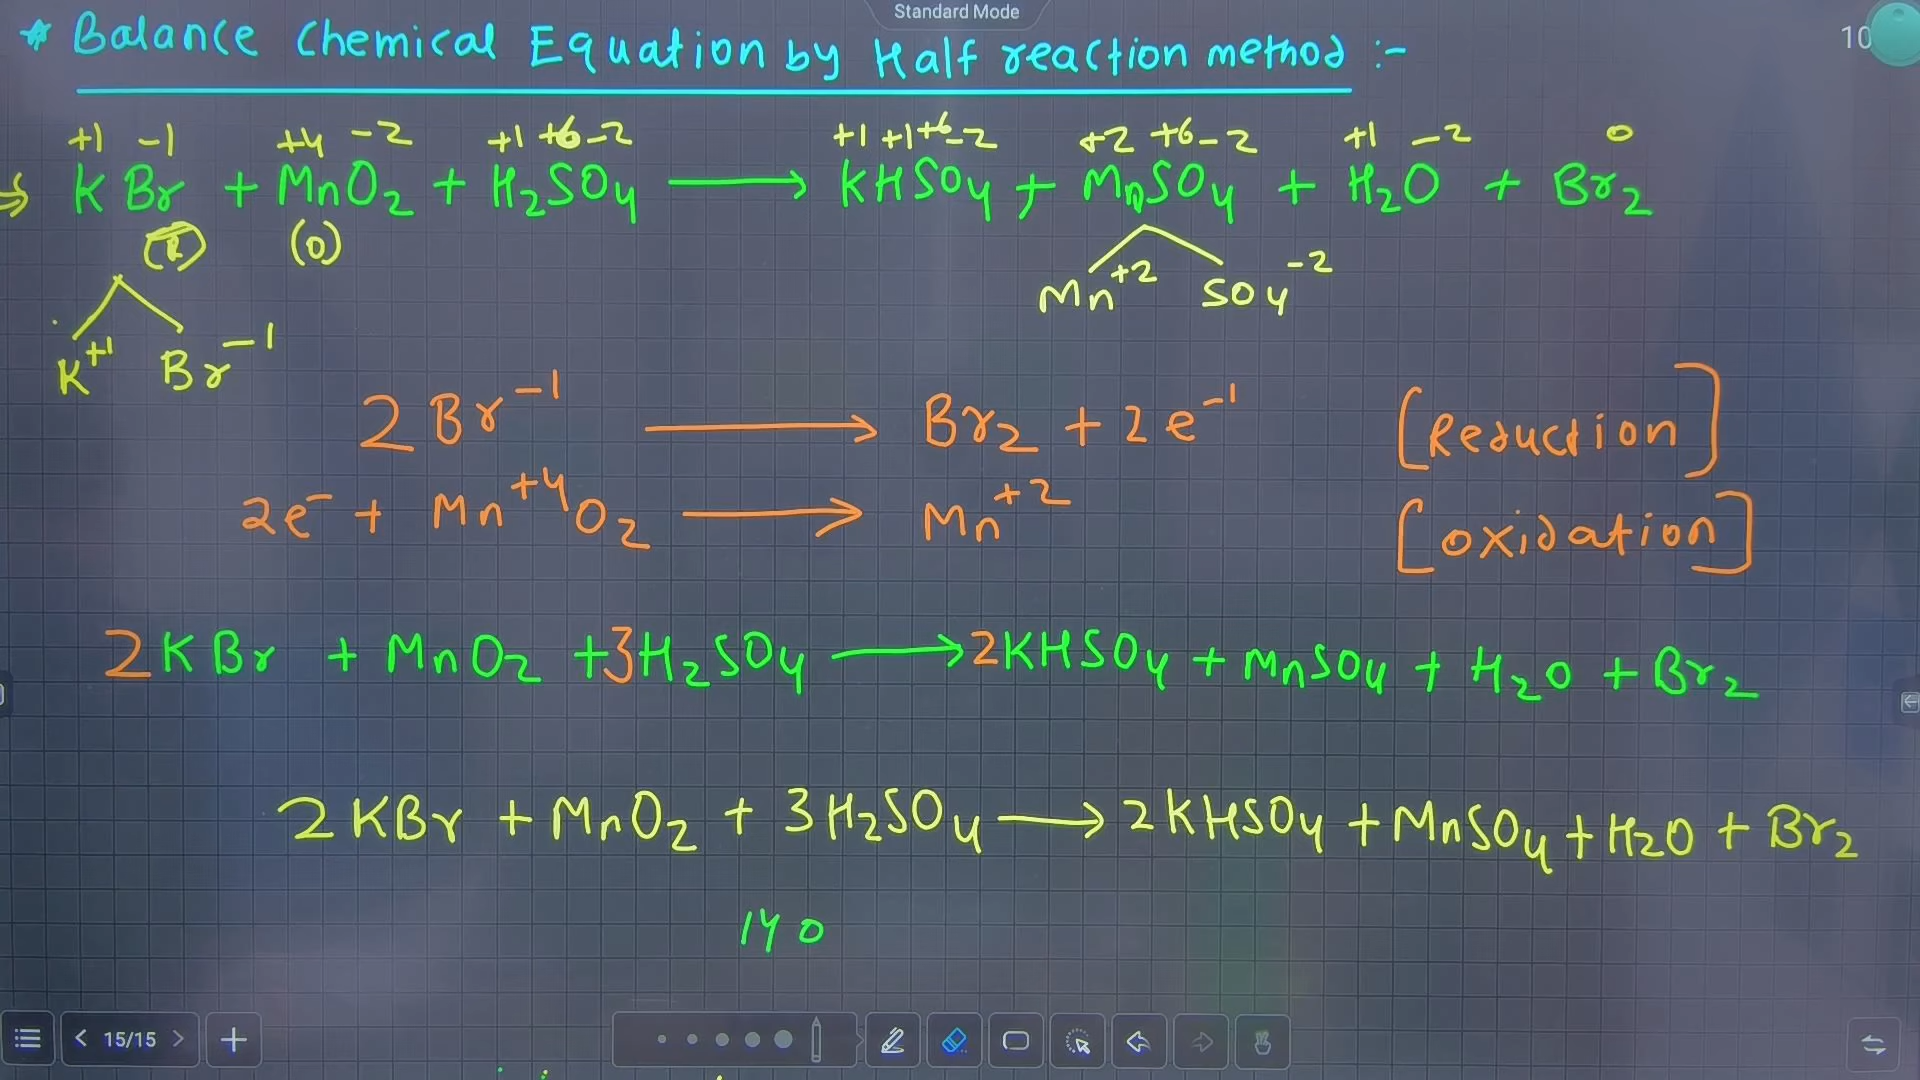 Standard Mode
* Balance Chemical Equation by Half reaction method :-
10
+1 -1 +4 -2 +1 +6 -2 +1 +1 +6 -2 +2 +6 -2 +1 -2 0
⇒ KBr + MnO2 + H2SO4 → KHSO4 + MnSO4 + H2O + Br2
(R) (O)
Mn+2 SO4-2
K+1 Br-1
2Br-1 → Br2 + 2e-1 [Reduction]
2e- + Mn+4O2 → Mn+2 [oxidation]
2KBr + MnO2 + 3H2SO4 → 2KHSO4 + MnSO4 + H2O + Br2
2KBr + MnO2 + 3H2SO4 → 2KHSO4 + MnSO4 + H2O + Br2
14 0
15/15